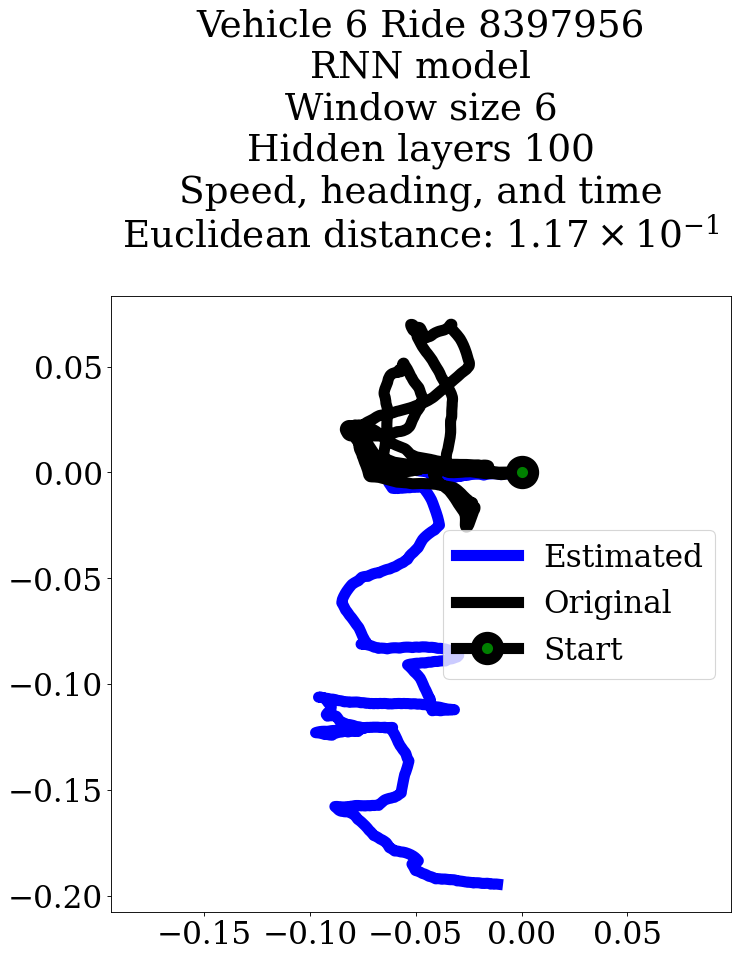 Vehicle 6 Ride 8397956
RNN model
Window size 6
Hidden layers 100
Speed, heading, and time
Euclidean distance: 1.17 × 10⁻¹
0.05
0.00
−0.05
−0.10
−0.15
−0.20
Estimated
Original
Start
−0.15 −0.10 −0.05 0.00 0.05